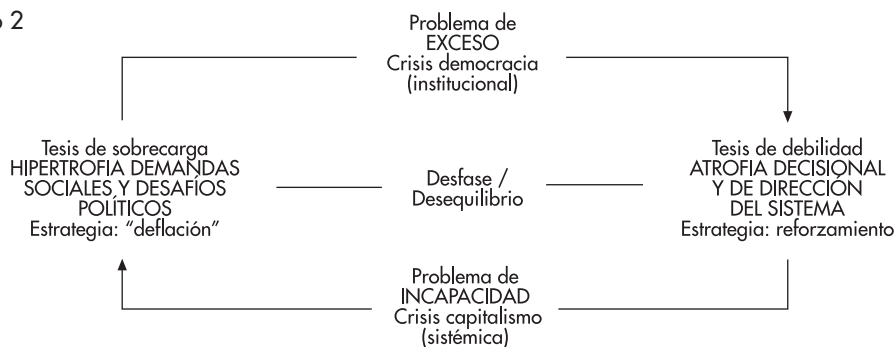 2
Problema de
EXCESO
Crisis democracia
(institucional)
Tesis de sobrecarga
HIPERTROFIA DEMANDAS
SOCIALES Y DESAFÍOS
POLÍTICOS
Estrategia: “deflación”
Desfase /
Desequilibrio
Tesis de debilidad
ATROFIA DECISIONAL
Y DE DIRECCIÓN
DEL SISTEMA
Estrategia: reforzamiento
Problema de
INCAPACIDAD
Crisis capitalismo
(sistémica)